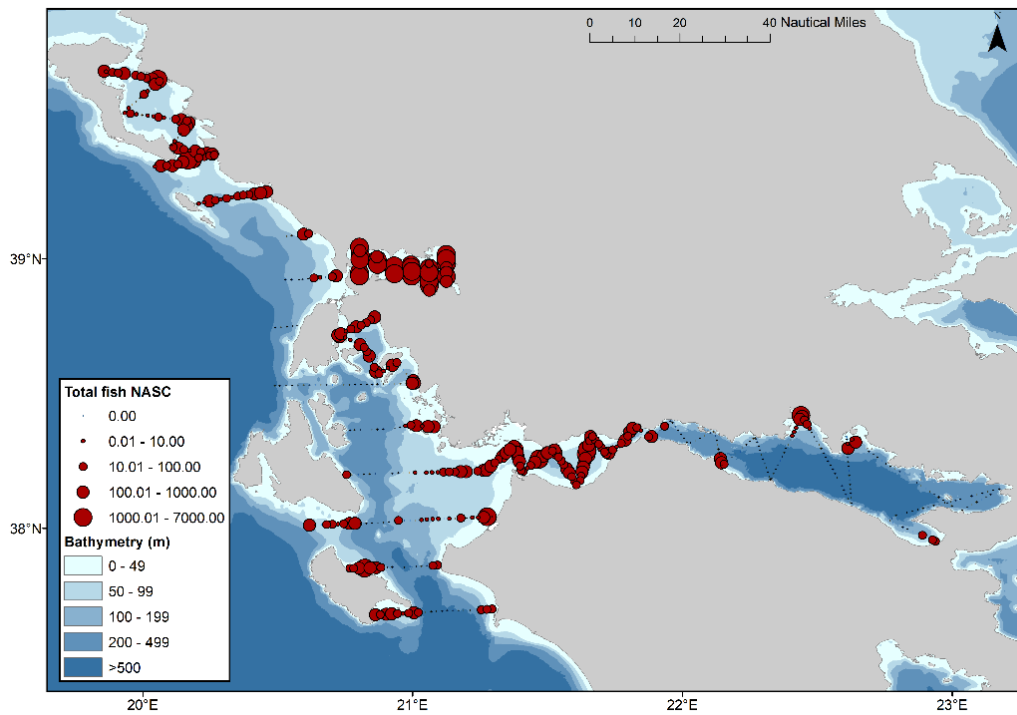 0 10 20 40 Nautical Miles
N
39°N
38°N
Total fish NASC
0.00
0.01 - 10.00
10.01 - 100.00
100.01 - 1000.00
1000.01 - 7000.00
Bathymetry (m)
0 - 49
50 - 99
100 - 199
200 - 499
>500
20°E 21°E 22°E 23°E